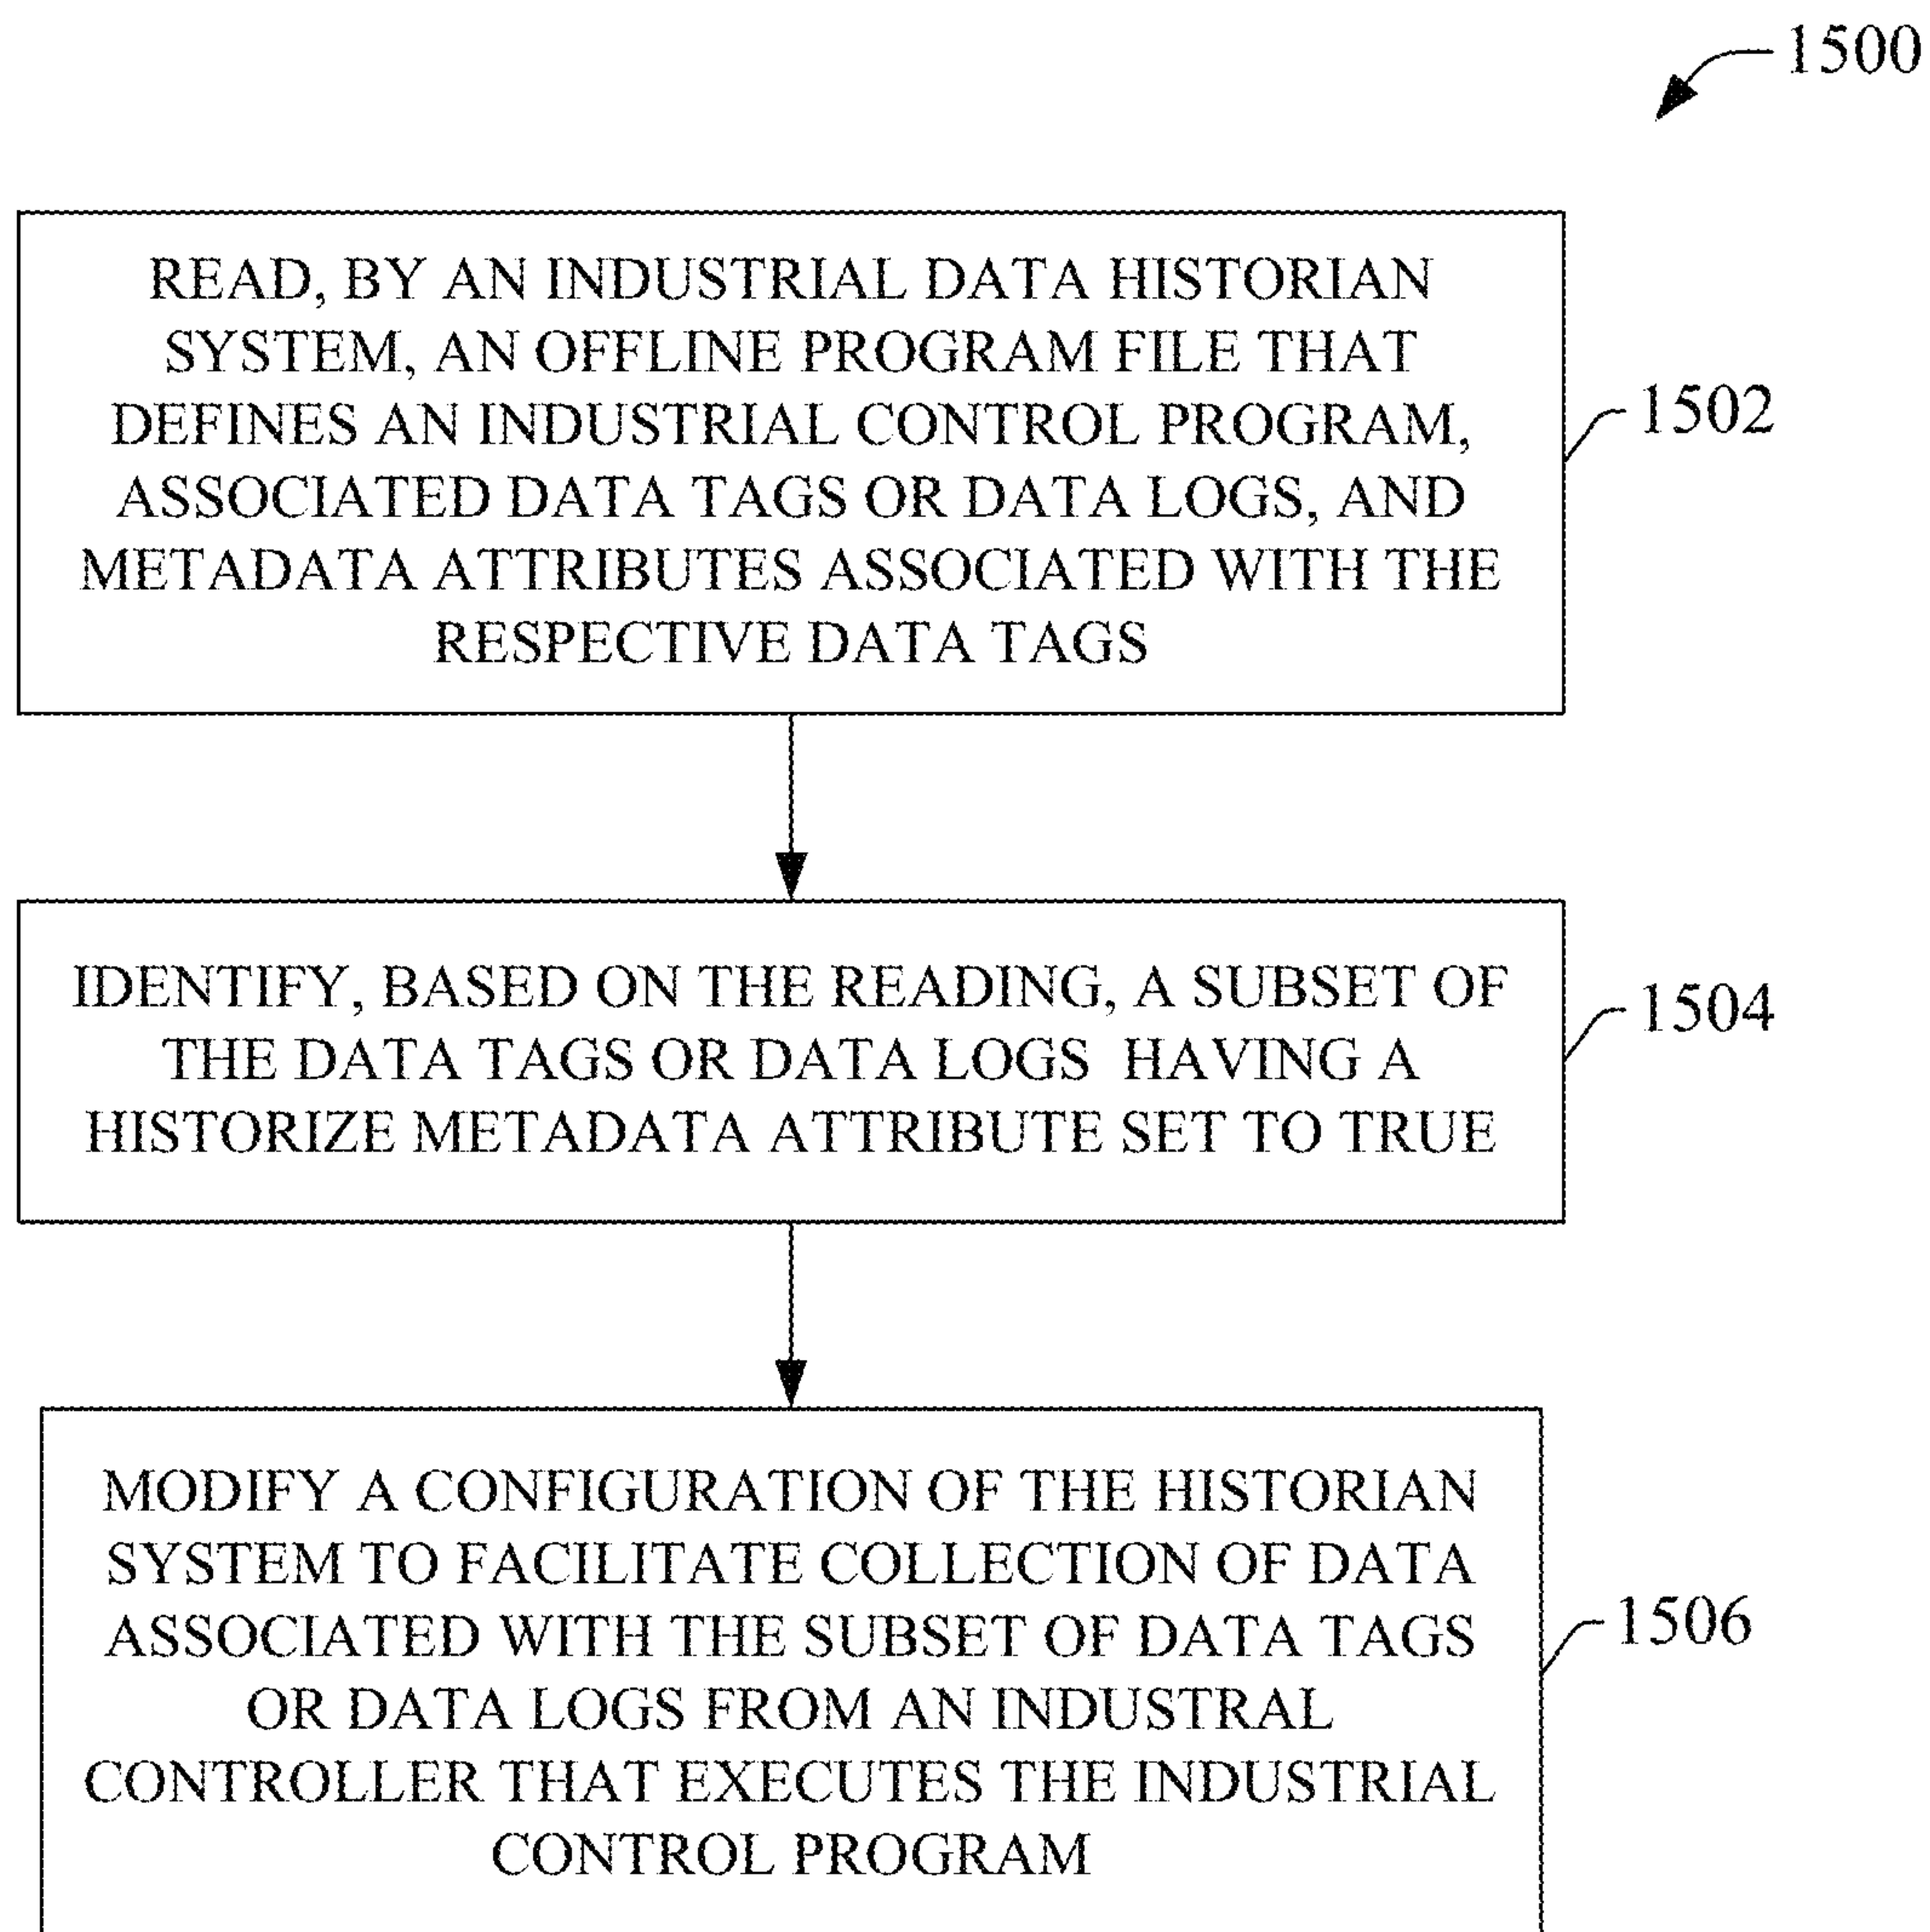 1500
READ, BY AN INDUSTRIAL DATA HISTORIAN
SYSTEM, AN OFFLINE PROGRAM FILE THAT
DEFINES AN INDUSTRIAL CONTROL PROGRAM,
ASSOCIATED DATA TAGS OR DATA LOGS, AND
METADATA ATTRIBUTES ASSOCIATED WITH THE
RESPECTIVE DATA TAGS
1502
IDENTIFY, BASED ON THE READING, A SUBSET OF
THE DATA TAGS OR DATA LOGS HAVING A
HISTORIZE METADATA ATTRIBUTE SET TO TRUE
1504
MODIFY A CONFIGURATION OF THE HISTORIAN
SYSTEM TO FACILITATE COLLECTION OF DATA
ASSOCIATED WITH THE SUBSET OF DATA TAGS
OR DATA LOGS FROM AN INDUSTRAL
CONTROLLER THAT EXECUTES THE INDUSTRIAL
CONTROL PROGRAM
1506